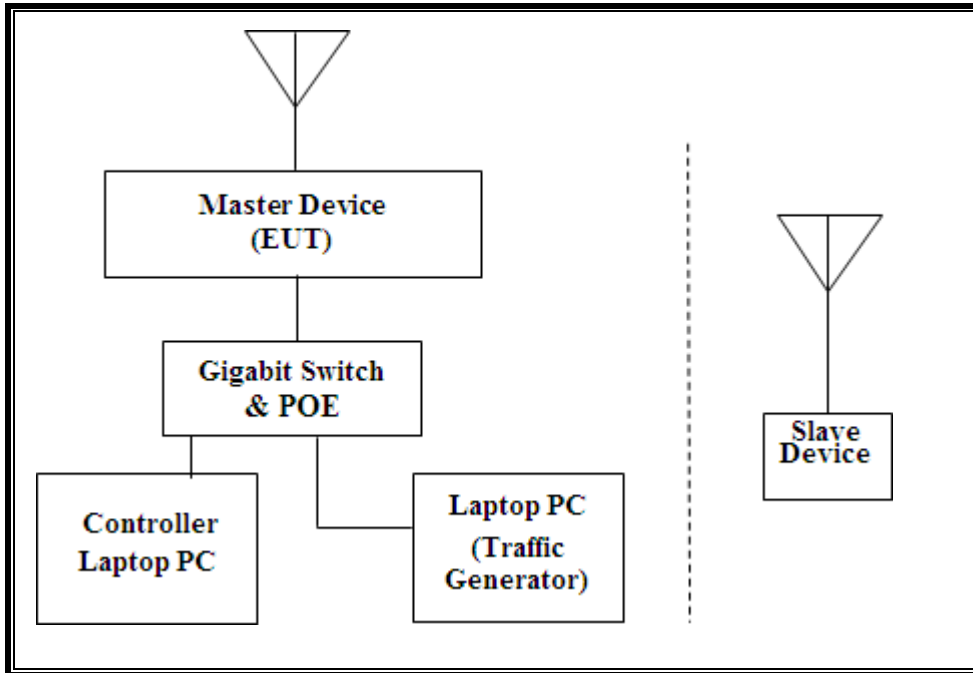 Master Device
(EUT)
Gigabit Switch
& POE
Controller
Laptop PC
Laptop PC
(Traffic
Generator)
Slave
Device